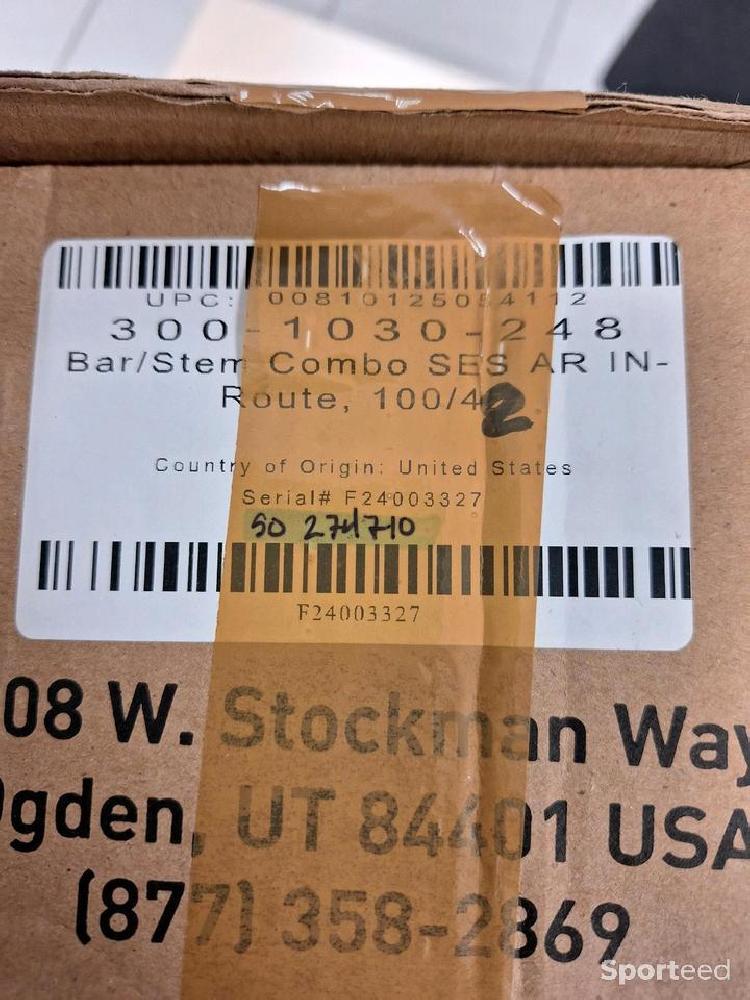 UPC: 00810125054112
300-1030-248
Bar/Stem Combo SES AR IN-
Route, 100/42
Country of Origin: United States
Serial# F24003327
SO 274710
F24003327
08 W. Stockman Way
Ogden, UT 84401 USA
(877) 358-2869
Sporteed